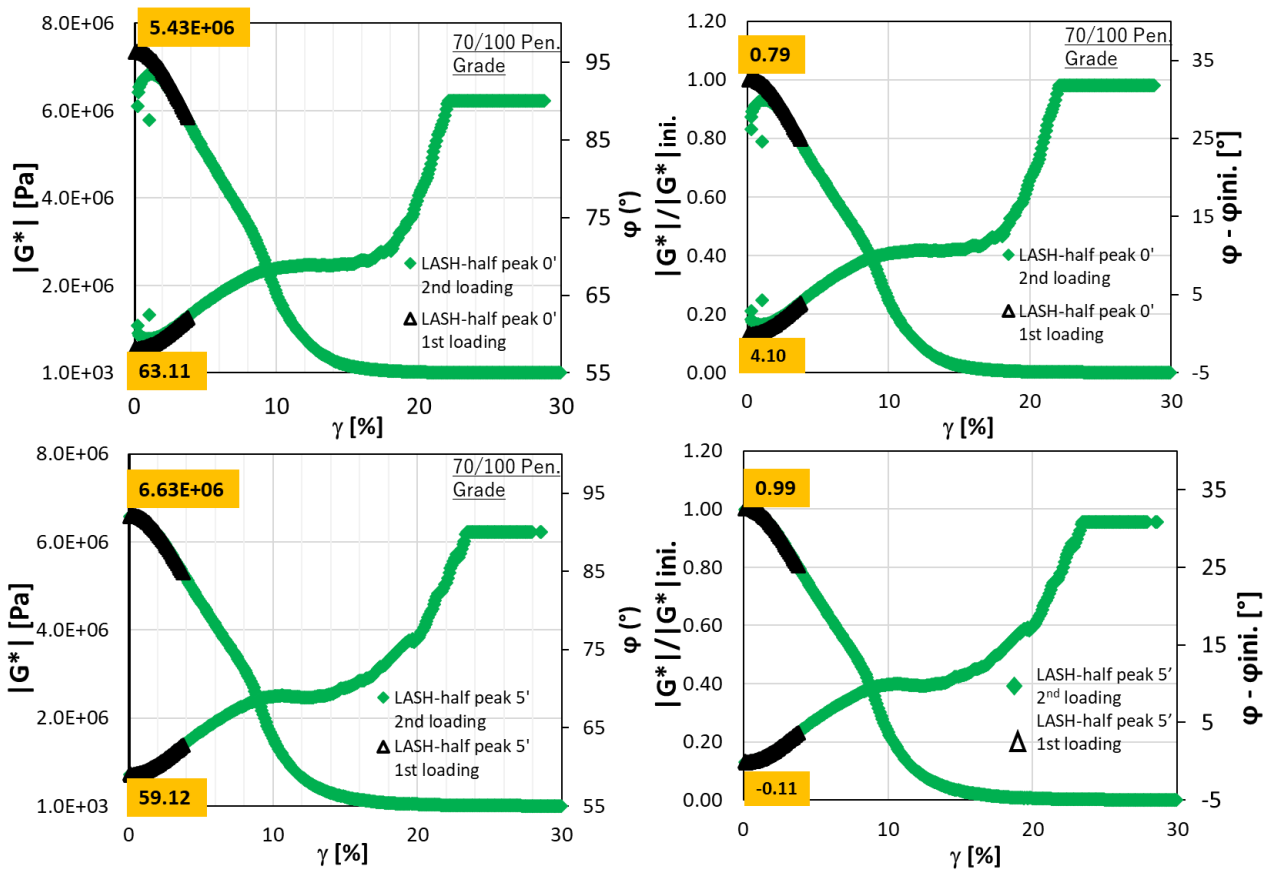 8.0E+06
6.0E+06
4.0E+06
2.0E+06
1.0E+03
|G*| [Pa]
5.43E+06
63.11
70/100 Pen.
Grade
LASH-half peak 0'
2nd loading
LASH-half peak 0'
1st loading
95
85
75
65
55
φ (°)
0
10
20
30
γ [%]
1.20
1.00
0.80
0.60
0.40
0.20
0.00
|G*|/|G*|ini.
0.79
4.10
70/100 Pen.
Grade
LASH-half peak 0'
2nd loading
LASH-half peak 0'
1st loading
35
25
15
5
-5
φ - φini. [°]
0
10
20
30
γ [%]
8.0E+06
6.0E+06
4.0E+06
2.0E+06
1.0E+03
|G*| [Pa]
6.63E+06
59.12
70/100 Pen.
Grade
LASH-half peak 5'
2nd loading
LASH-half peak 5'
1st loading
95
85
75
65
55
φ (°)
0
10
20
30
γ [%]
1.20
1.00
0.80
0.60
0.40
0.20
0.00
|G*|/|G*|ini.
0.99
-0.11
LASH-half peak 5′
2nd loading
LASH-half peak 5′
1st loading
35
25
15
5
-5
φ - φini. [°]
0
10
20
30
γ [%]